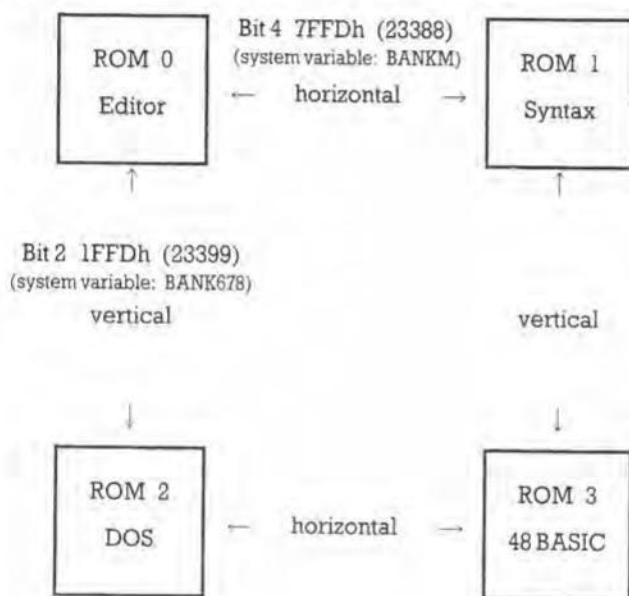 Bit 4 7FFDh (23388)
(system variable: BANKM)
ROM 0
Editor
← horizontal →
ROM 1
Syntax
↑
↑
Bit 2 1FFDh (23399)
(system variable: BANK678)
vertical
vertical
↓
↓
ROM 2
DOS
← horizontal →
ROM 3
48 BASIC